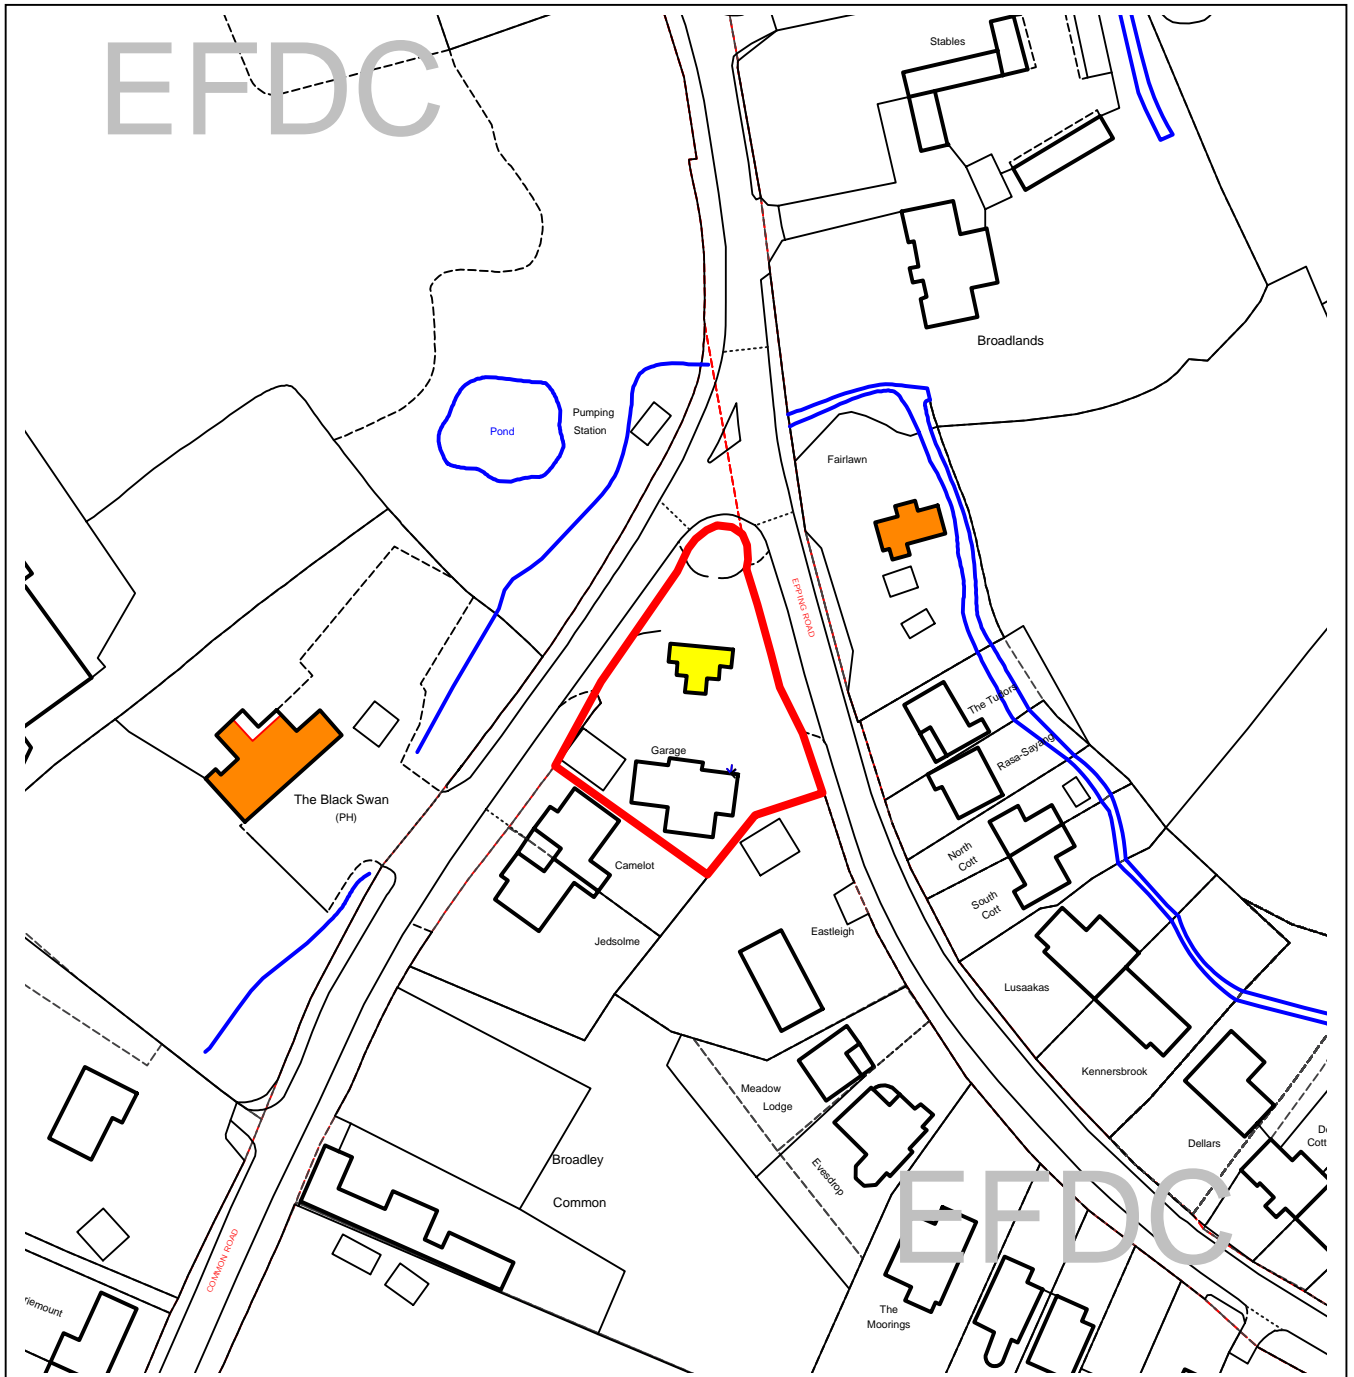 EFDC
Stables
Broadlands
Pumping
Station
Pond
Fairlawn
EPPING ROAD
The Tudors
Rasa-Sayang
Garage
The Black Swan
(PH)
North
Cott
South
Cott
Camelot
Eastleigh
Jedsolme
Lusaakas
Kennersbrook
Meadow
Lodge
Dellars
Cott
Evesdrop
Broadley
Common
EFDC
COMMON ROAD
The
Moorings